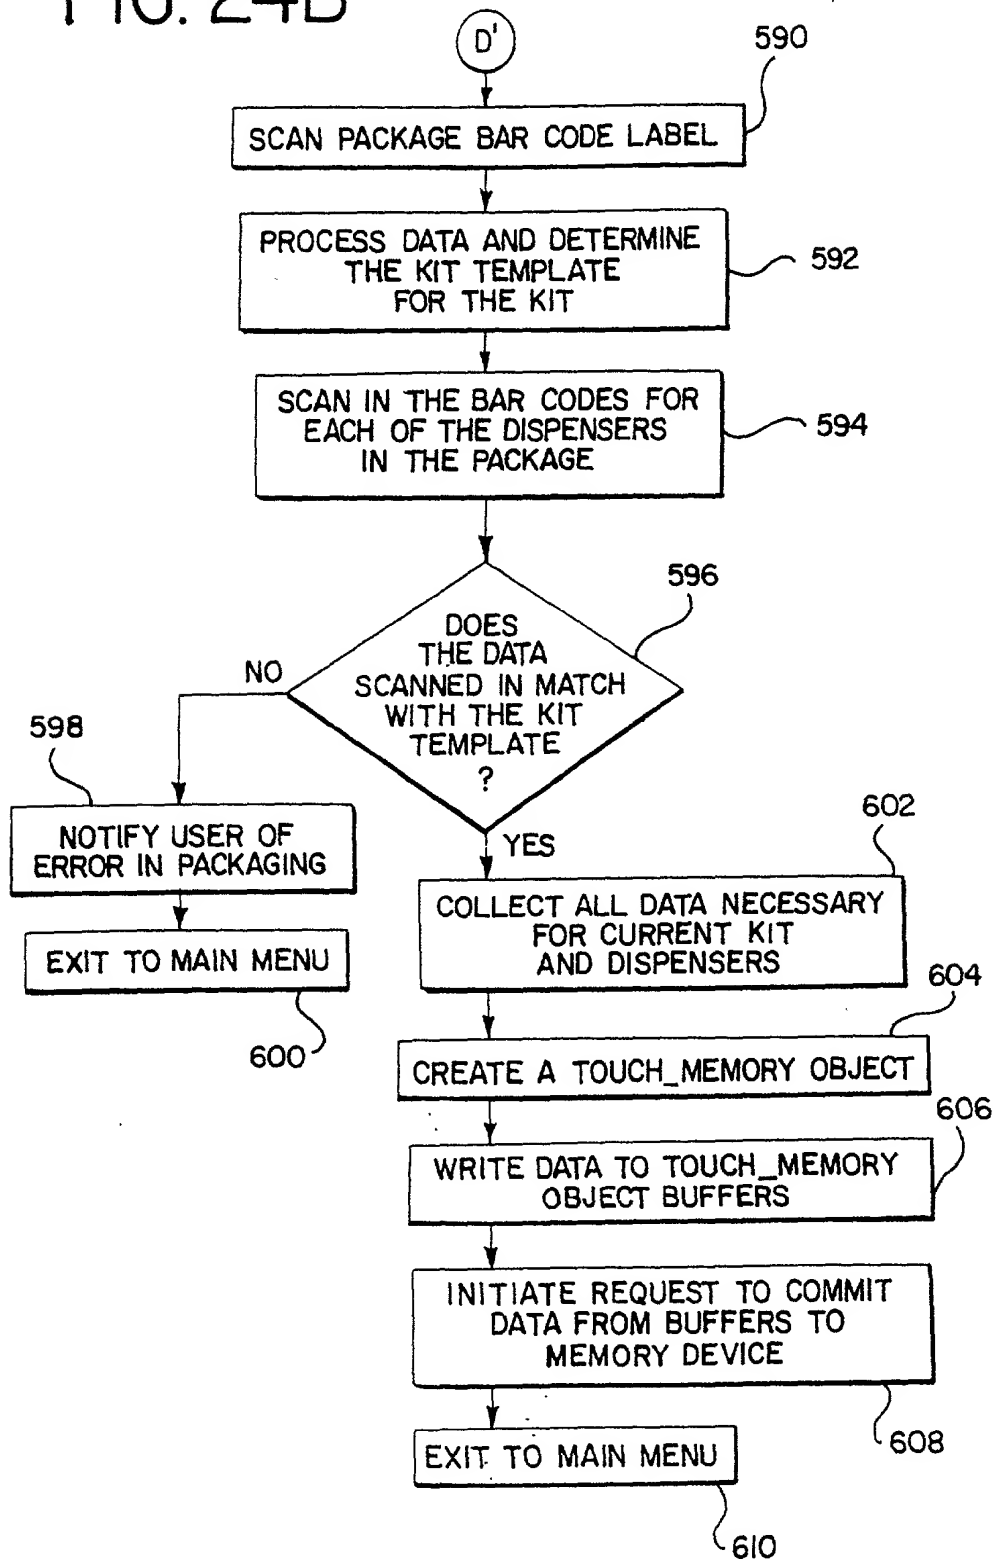 FIG. 24B
D'
590
SCAN PACKAGE BAR CODE LABEL
PROCESS DATA AND DETERMINE
THE KIT TEMPLATE
FOR THE KIT
592
SCAN IN THE BAR CODES FOR
EACH OF THE DISPENSERS
IN THE PACKAGE
594
596
DOES
THE DATA
SCANNED IN MATCH
WITH THE KIT
TEMPLATE
?
NO
598
NOTIFY USER OF
ERROR IN PACKAGING
EXIT TO MAIN MENU
600
YES
602
COLLECT ALL DATA NECESSARY
FOR CURRENT KIT
AND DISPENSERS
604
CREATE A TOUCH_MEMORY OBJECT
606
WRITE DATA TO TOUCH_MEMORY
OBJECT BUFFERS
INITIATE REQUEST TO COMMIT
DATA FROM BUFFERS TO
MEMORY DEVICE
608
EXIT TO MAIN MENU
610